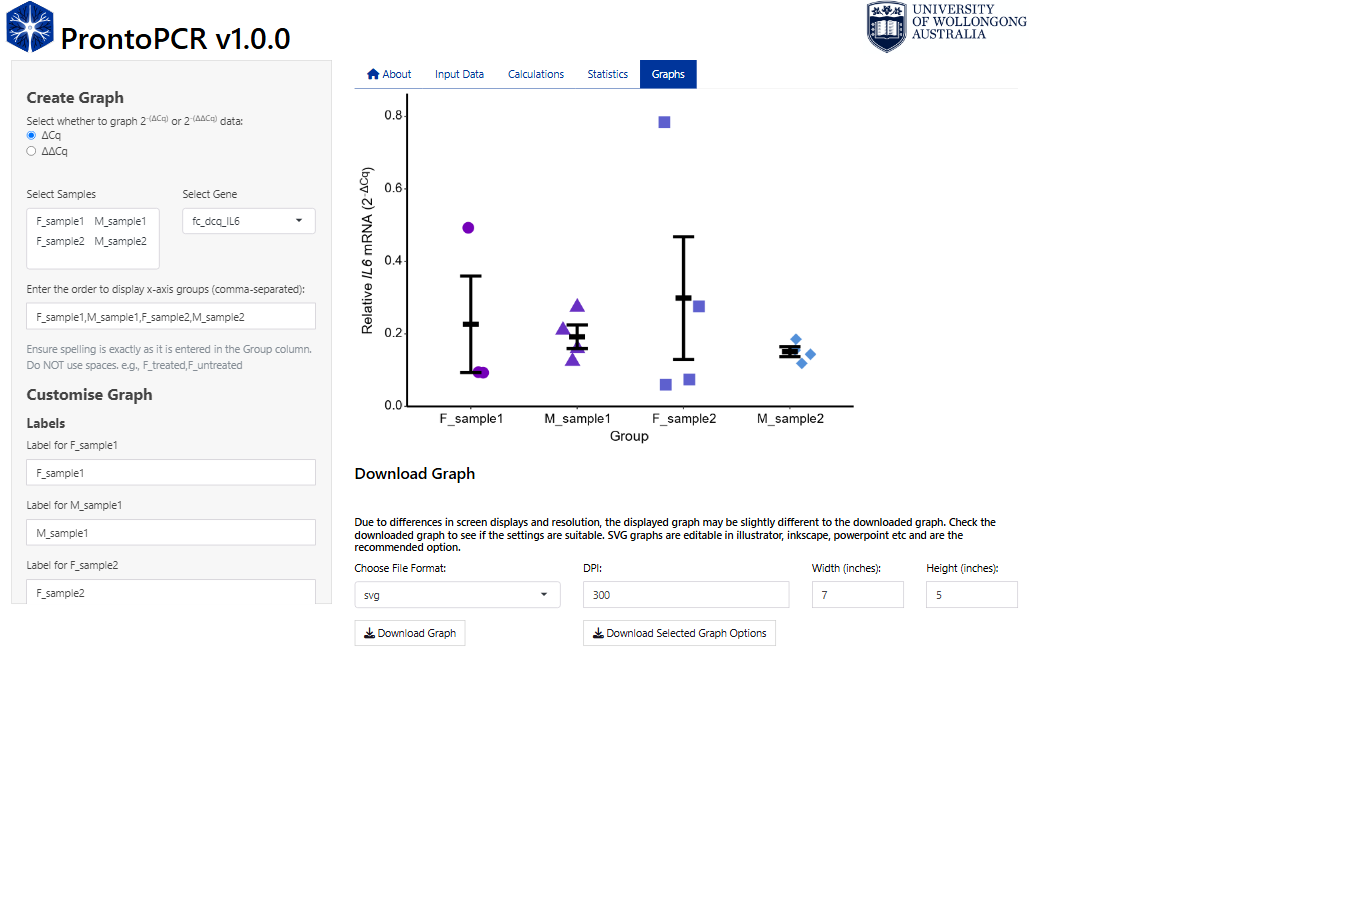 ProntoPCR v1.0.0
UNIVERSITY
OF WOLLONGONG
AUSTRALIA
Create Graph
Select whether to graph 2^-(ΔCq) or 2^-(ΔΔCq) data:
ΔCq
ΔΔCq
Select Samples
F_sample1 M_sample1
F_sample2 M_sample2
Select Gene
fc_dcq_IL6
Enter the order to display x-axis groups (comma-separated):
F_sample1,M_sample1,F_sample2,M_sample2
Ensure spelling is exactly as it is entered in the Group column.
Do NOT use spaces. e.g., F_treated,F_untreated
Customise Graph
Labels
Label for F_sample1
F_sample1
Label for M_sample1
M_sample1
Label for F_sample2
F_sample2
About Input Data Calculations Statistics Graphs
Relative IL6 mRNA (2^-ΔCq)
0.8
0.6
0.4
0.2
0.0
F_sample1 M_sample1 F_sample2 M_sample2
Group
Download Graph
Due to differences in screen displays and resolution, the displayed graph may be slightly different to the downloaded graph. Check the
downloaded graph to see if the settings are suitable. SVG graphs are editable in illustrator, inkscape, powerpoint etc and are the
recommended option.
Choose File Format: DPI: Width (inches): Height (inches):
svg 300 7 5
Download Graph Download Selected Graph Options